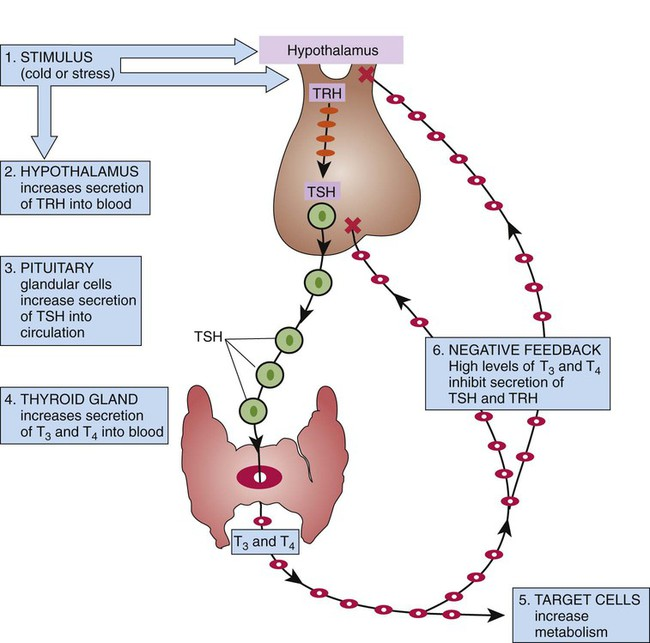 Hypothalamus
1. STIMULUS
(cold or stress)
TRH
2. HYPOTHALAMUS
increases secretion
of TRH into blood
TSH
3. PITUITARY
glandular cells
increase secretion
of TSH into
circulation
TSH
6. NEGATIVE FEEDBACK
High levels of T₃ and T₄
inhibit secretion of
TSH and TRH
4. THYROID GLAND
increases secretion
of T₃ and T₄ into blood
T₃ and T₄
5. TARGET CELLS
increase
metabolism